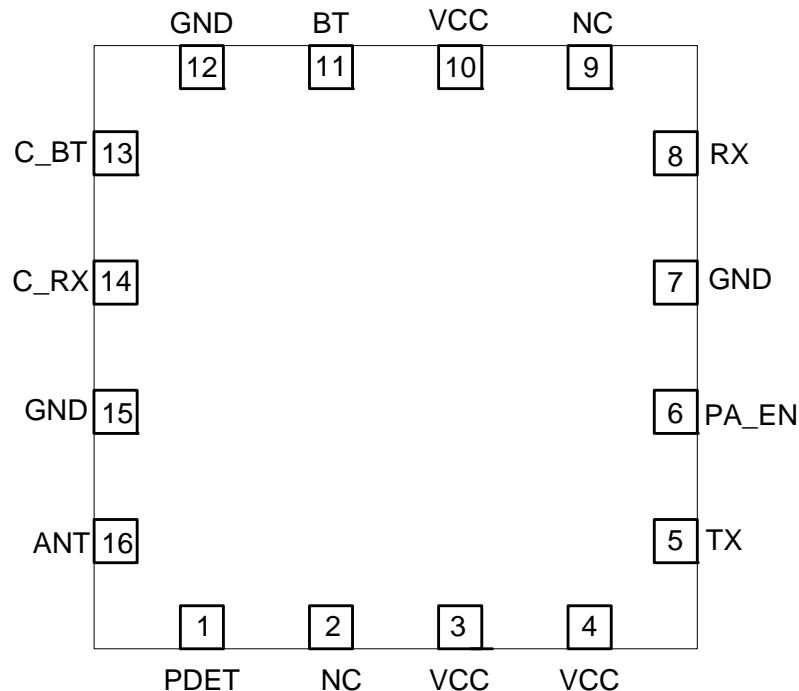 GND BT VCC NC
12 11 10 9
C_BT 13 8 RX
C_RX 14 7 GND
GND 15 6 PA_EN
ANT 16 5 TX
1 2 3 4
PDET NC VCC VCC